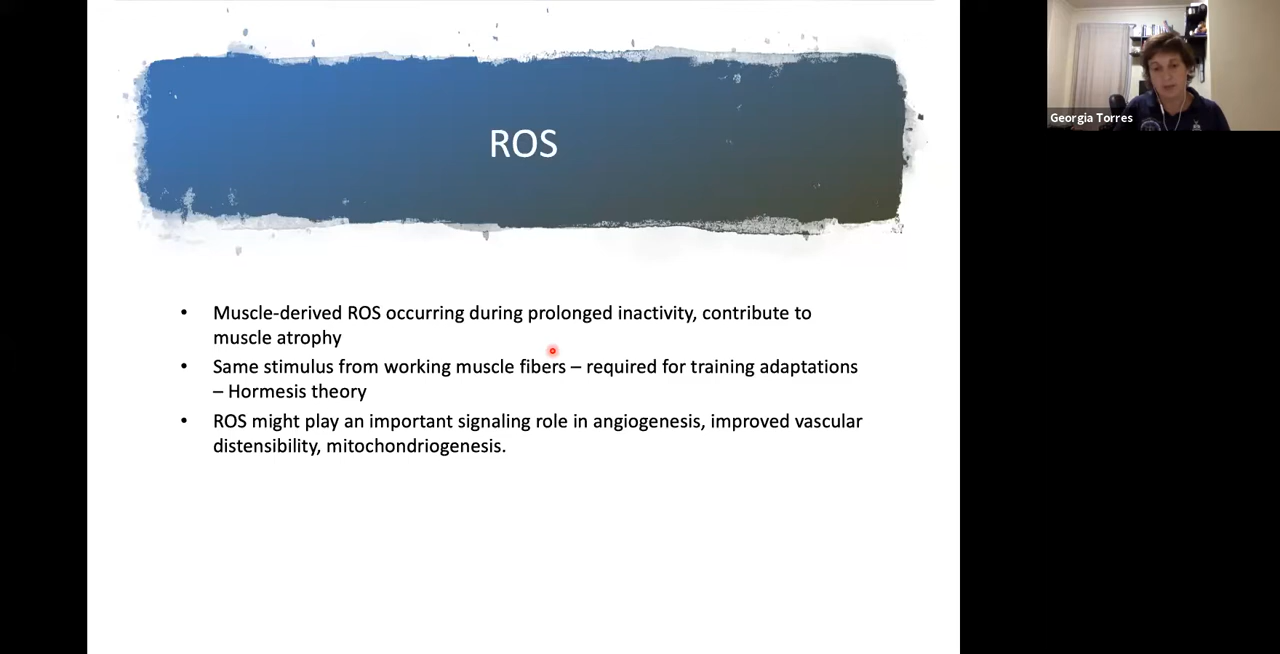 ROS
Georgia Torres
• Muscle-derived ROS occurring during prolonged inactivity, contribute to
muscle atrophy
• Same stimulus from working muscle fibers – required for training adaptations
– Hormesis theory
• ROS might play an important signaling role in angiogenesis, improved vascular
distensibility, mitochondriogenesis.